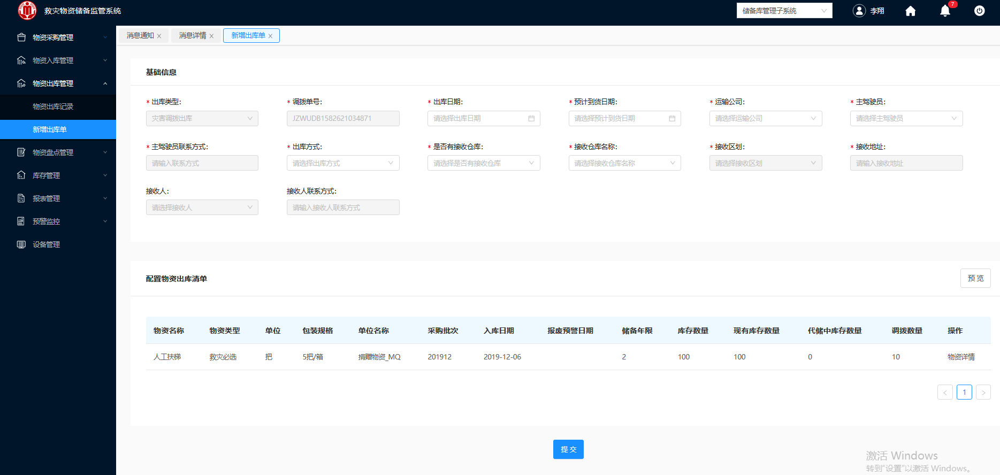 救灾物资储备监管系统
储备库管理子系统
李翔
7
物资采购管理
物资入库管理
物资出库管理
物资出库记录
新增出库单
物资盘点管理
库存管理
报表管理
预警监控
设备管理
消息通知 消息详情 新增出库单
基础信息
* 出库类型: * 调拨单号: * 出库日期: * 预计到货日期: * 运输公司: * 主驾驶员:
灾害调拨出库 JZWUDB1582621034871 请选择出库日期 请选择预计到货日期 请选择运输公司 请选择主驾驶员
* 主驾驶员联系方式: * 出库方式: * 是否有接收仓库: * 接收仓库名称: * 接收区划: * 接收地址:
请输入联系方式 请选择出库方式 请选择是否有接收仓库 请选择接收仓库名称 请选择接收区划 请输入接收地址
接收人: 接收人联系方式:
请选择接收人 请输入接收人联系方式
配置物资出库清单
预 览
物资名称 物资类型 单位 包装规格 单位名称 采购批次 入库日期 报废预警日期 储备年限 库存数量 现有库存数量 代储中库存数量 调拨数量 操作
人工扶梯 救灾必选 把 5把/箱 捐赠物资_MQ 201912 2019-12-06 2 100 100 0 10 物资详情
< 1 >
提 交
激活 Windows
转到"设置"以激活 Windows。